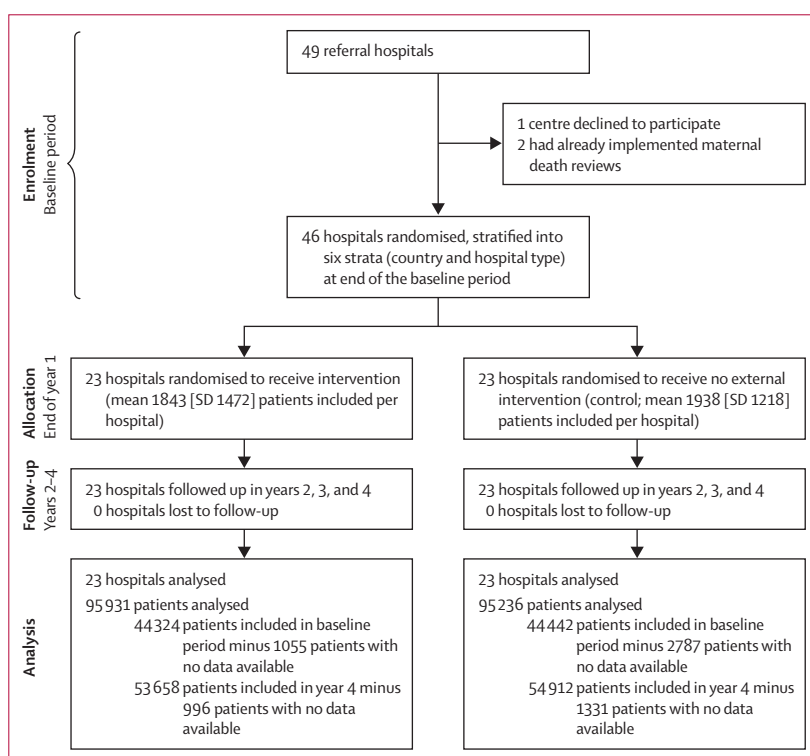 Enrolment
Baseline period
49 referral hospitals
1 centre declined to participate
2 had already implemented maternal
death reviews
46 hospitals randomised, stratified into
six strata (country and hospital type)
at end of the baseline period
Allocation
End of year 1
23 hospitals randomised to receive intervention
(mean 1843 [SD 1472] patients included per
hospital)
23 hospitals randomised to receive no external
intervention (control; mean 1938 [SD 1218]
patients included per hospital)
Follow-up
Years 2–4
23 hospitals followed up in years 2, 3, and 4
0 hospitals lost to follow-up
23 hospitals followed up in years 2, 3, and 4
0 hospitals lost to follow-up
Analysis
23 hospitals analysed
95 931 patients analysed
44 324 patients included in baseline
period minus 1055 patients with
no data available
53 658 patients included in year 4 minus
996 patients with no data
available
23 hospitals analysed
95 236 patients analysed
44 442 patients included in baseline
period minus 2787 patients with
no data available
54 912 patients included in year 4 minus
1331 patients with no data
available